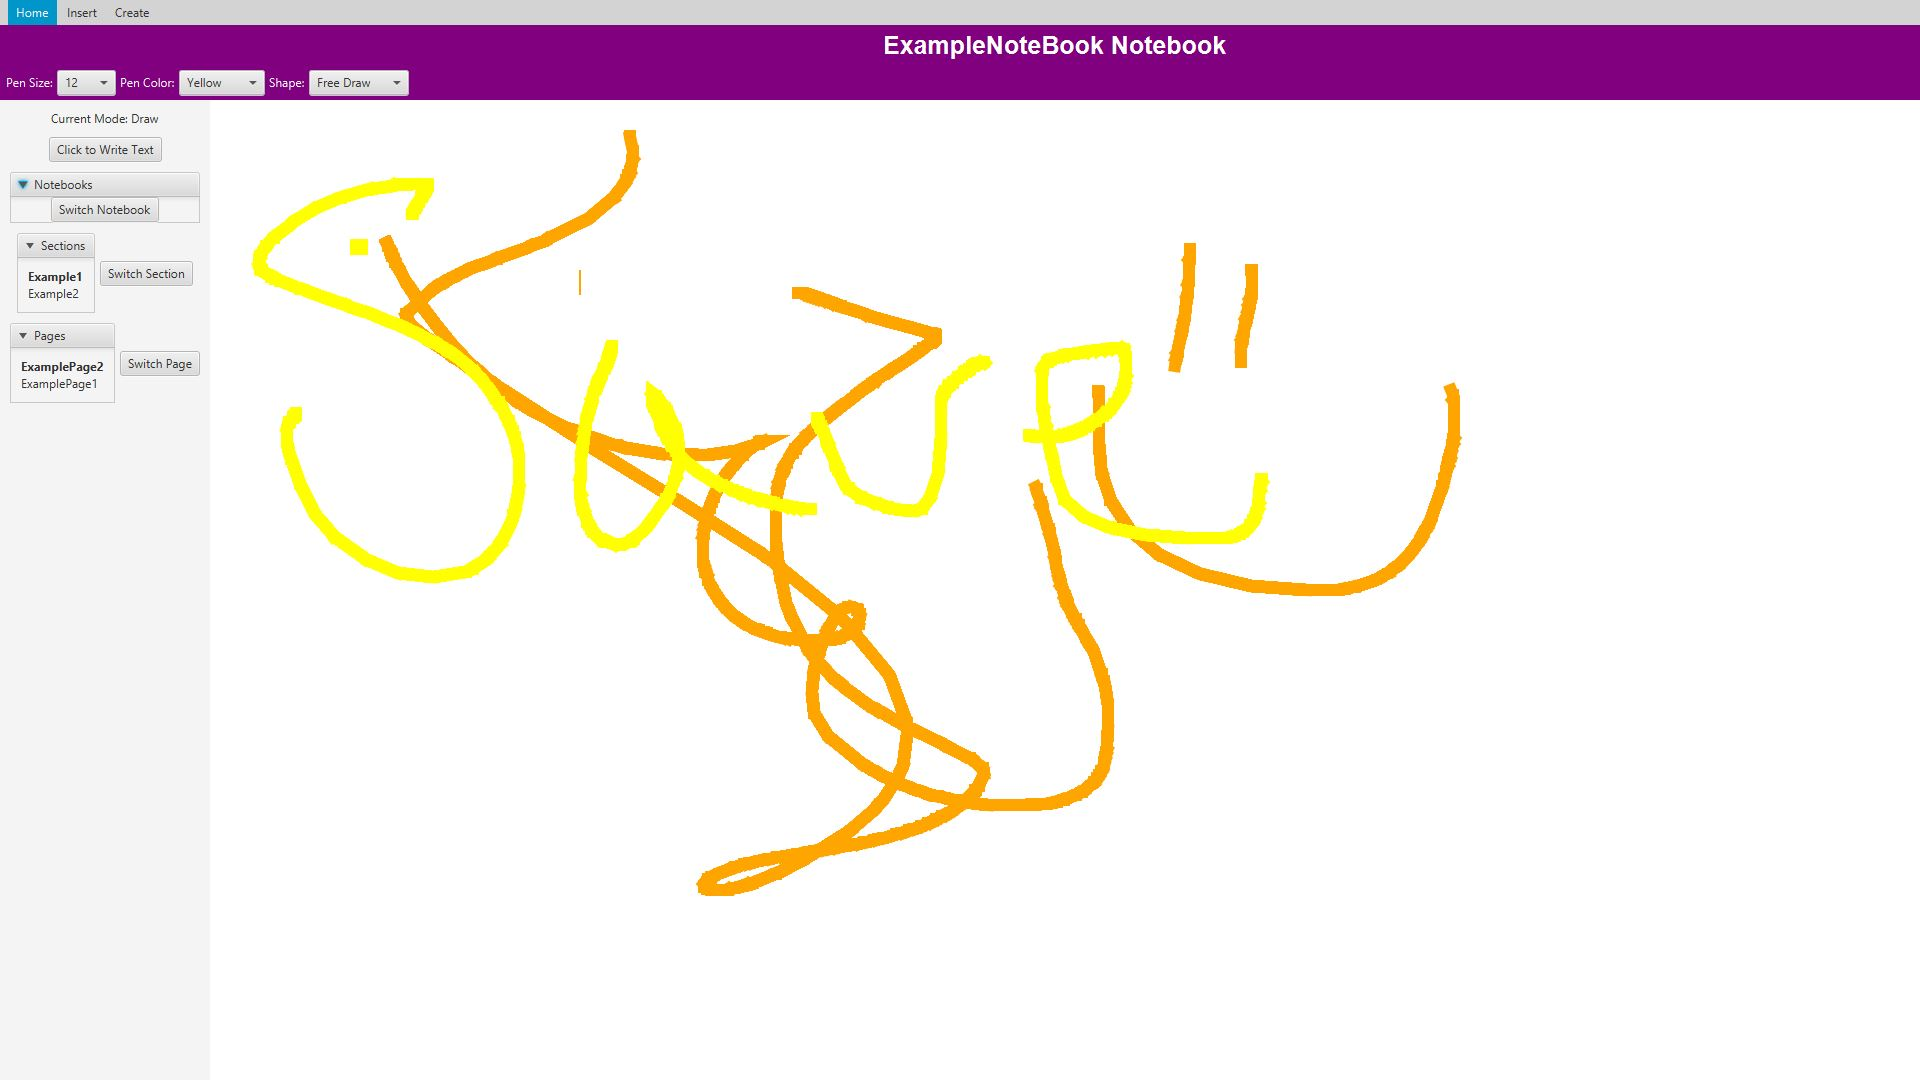 Home Insert Create
ExampleNoteBook Notebook
Pen Size: 12 Pen Color: Yellow Shape: Free Draw
Current Mode: Draw
Click to Write Text
Notebooks
Switch Notebook
Sections
Example1
Example2
Switch Section
Pages
ExamplePage2
ExamplePage1
Switch Page